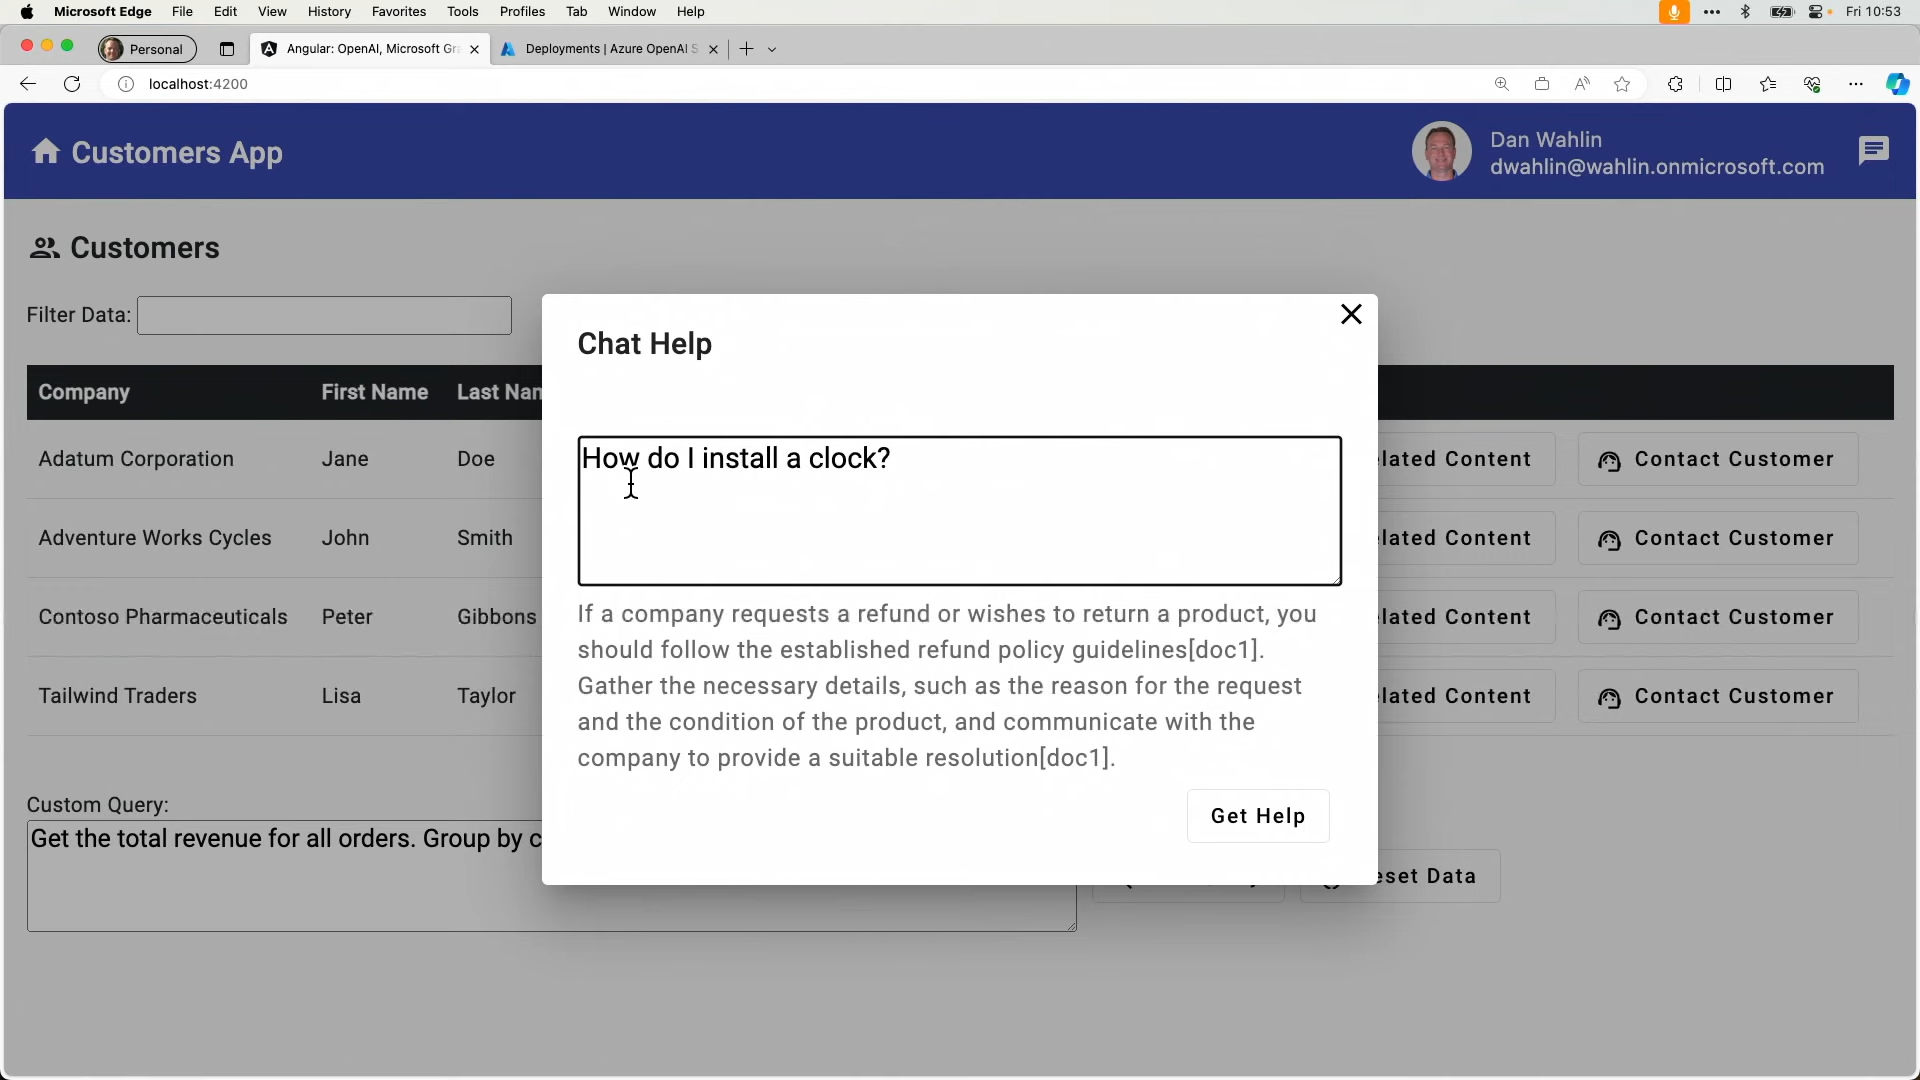 Microsoft Edge File Edit View History Favorites Tools Profiles Tab Window Help Fri 10:53
Personal Angular: OpenAI, Microsoft Gr Deployments | Azure OpenAI S
localhost:4200
Customers App
Dan Wahlin
dwahlin@wahlin.onmicrosoft.com
Customers
Filter Data:
Company First Name Last Nam
Adatum Corporation Jane Doe lated Content Contact Customer
Adventure Works Cycles John Smith lated Content Contact Customer
Contoso Pharmaceuticals Peter Gibbons lated Content Contact Customer
Tailwind Traders Lisa Taylor lated Content Contact Customer
Chat Help
How do I install a clock?
If a company requests a refund or wishes to return a product, you
should follow the established refund policy guidelines[doc1].
Gather the necessary details, such as the reason for the request
and the condition of the product, and communicate with the
company to provide a suitable resolution[doc1].
Get Help
Custom Query:
Get the total revenue for all orders. Group by c
eset Data